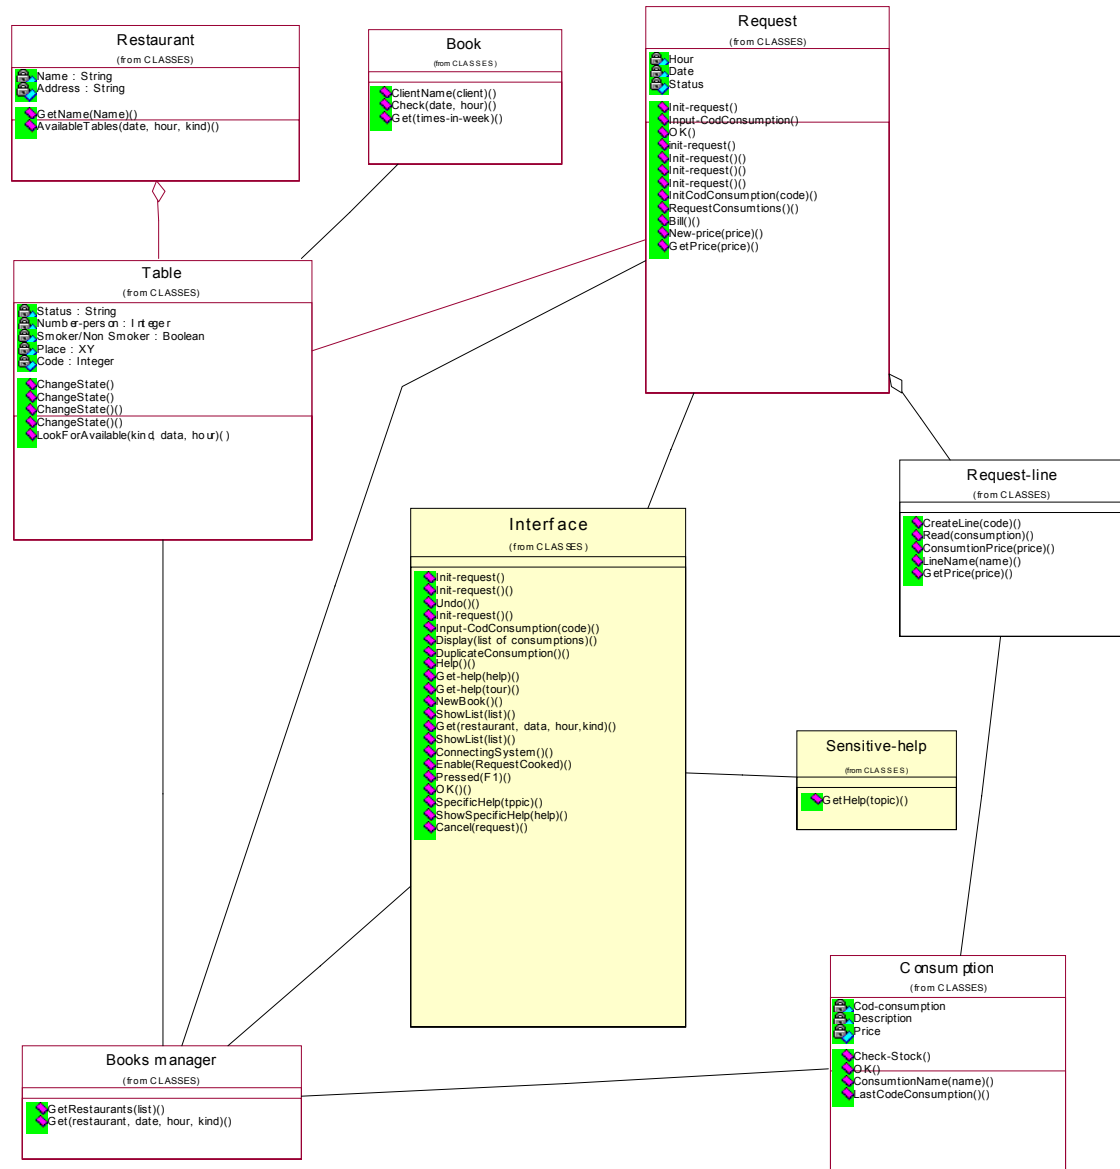 Restaurant
(from CLASSES)
Name : String
Address : String
GetName(Name)()
AvailableTables(date, hour, kind)()
Book
(from CLASSES)
ClientName(client)()
Check(date, hour)()
Get(times-in-week)()
Request
(from CLASSES)
Hour
Date
Status
Init-request()
Input-CodConsumption()
OK()
init-request()
Init-request()()
Init-request()()
Init-request()()
InitCodConsumption(code)()
RequestConsumtions()()
Bill()()
New-price(price)()
GetPrice(price)()
Table
(from CLASSES)
Status : String
Number-person : Integer
Smoker/Non Smoker : Boolean
Place : XY
Code : Integer
ChangeState()
ChangeState()
ChangeState()()
ChangeState()()
LookForAvailable(kind, data, hour)()
Request-line
(from CLASSES)
CreateLine(code)()
Read(consumption)()
ConsumtionPrice(price)()
LineName(name)()
GetPrice(price)()
Interface
(from CLASSES)
Init-request()
Init-request()()
Undo()()
Init-request()()
Input-CodConsumption(code)()
Display(list of consumptions)()
DuplicateConsumption()()
Help()()
Get-help(help)()
Get-help(tour)()
NewBook()()
ShowList(list)()
Get(restaurant, data, hour,kind)()
ShowList(list)()
ConnectingSystem()()
Enable(RequestCooked)()
Pressed(F1)()
OK()()
SpecificHelp(tppic)()
ShowSpecificHelp(help)()
Cancel(request)()
Sensitive-help
(from CLASSES)
GetHelp(topic)()
Consumption
(from CLASSES)
Cod-consumption
Description
Price
Check-Stock()
OK()
ConsumtionName(name)()
LastCodeConsumption()()
Books manager
(from CLASSES)
GetRestaurants(list)()
Get(restaurant, date, hour, kind)()